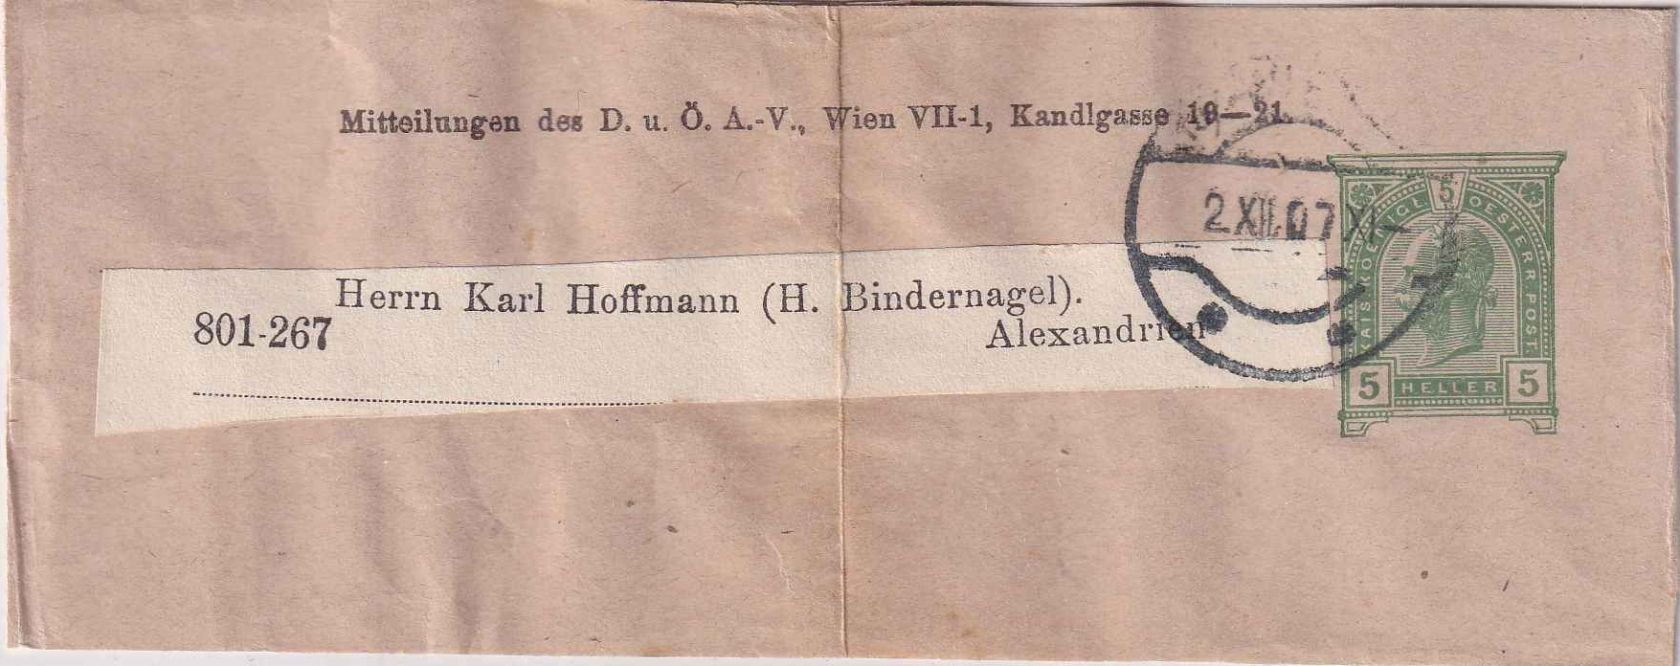 Mitteilungen des D. u. Ö. A.-V., Wien VII-1, Kandlgasse 19—21.
2.XII.07 XI
5
KAIS. KOENIGL. OESTERR. POST.
Herrn Karl Hoffmann (H. Bindernagel).
801-267
Alexandrien
5 HELLER 5